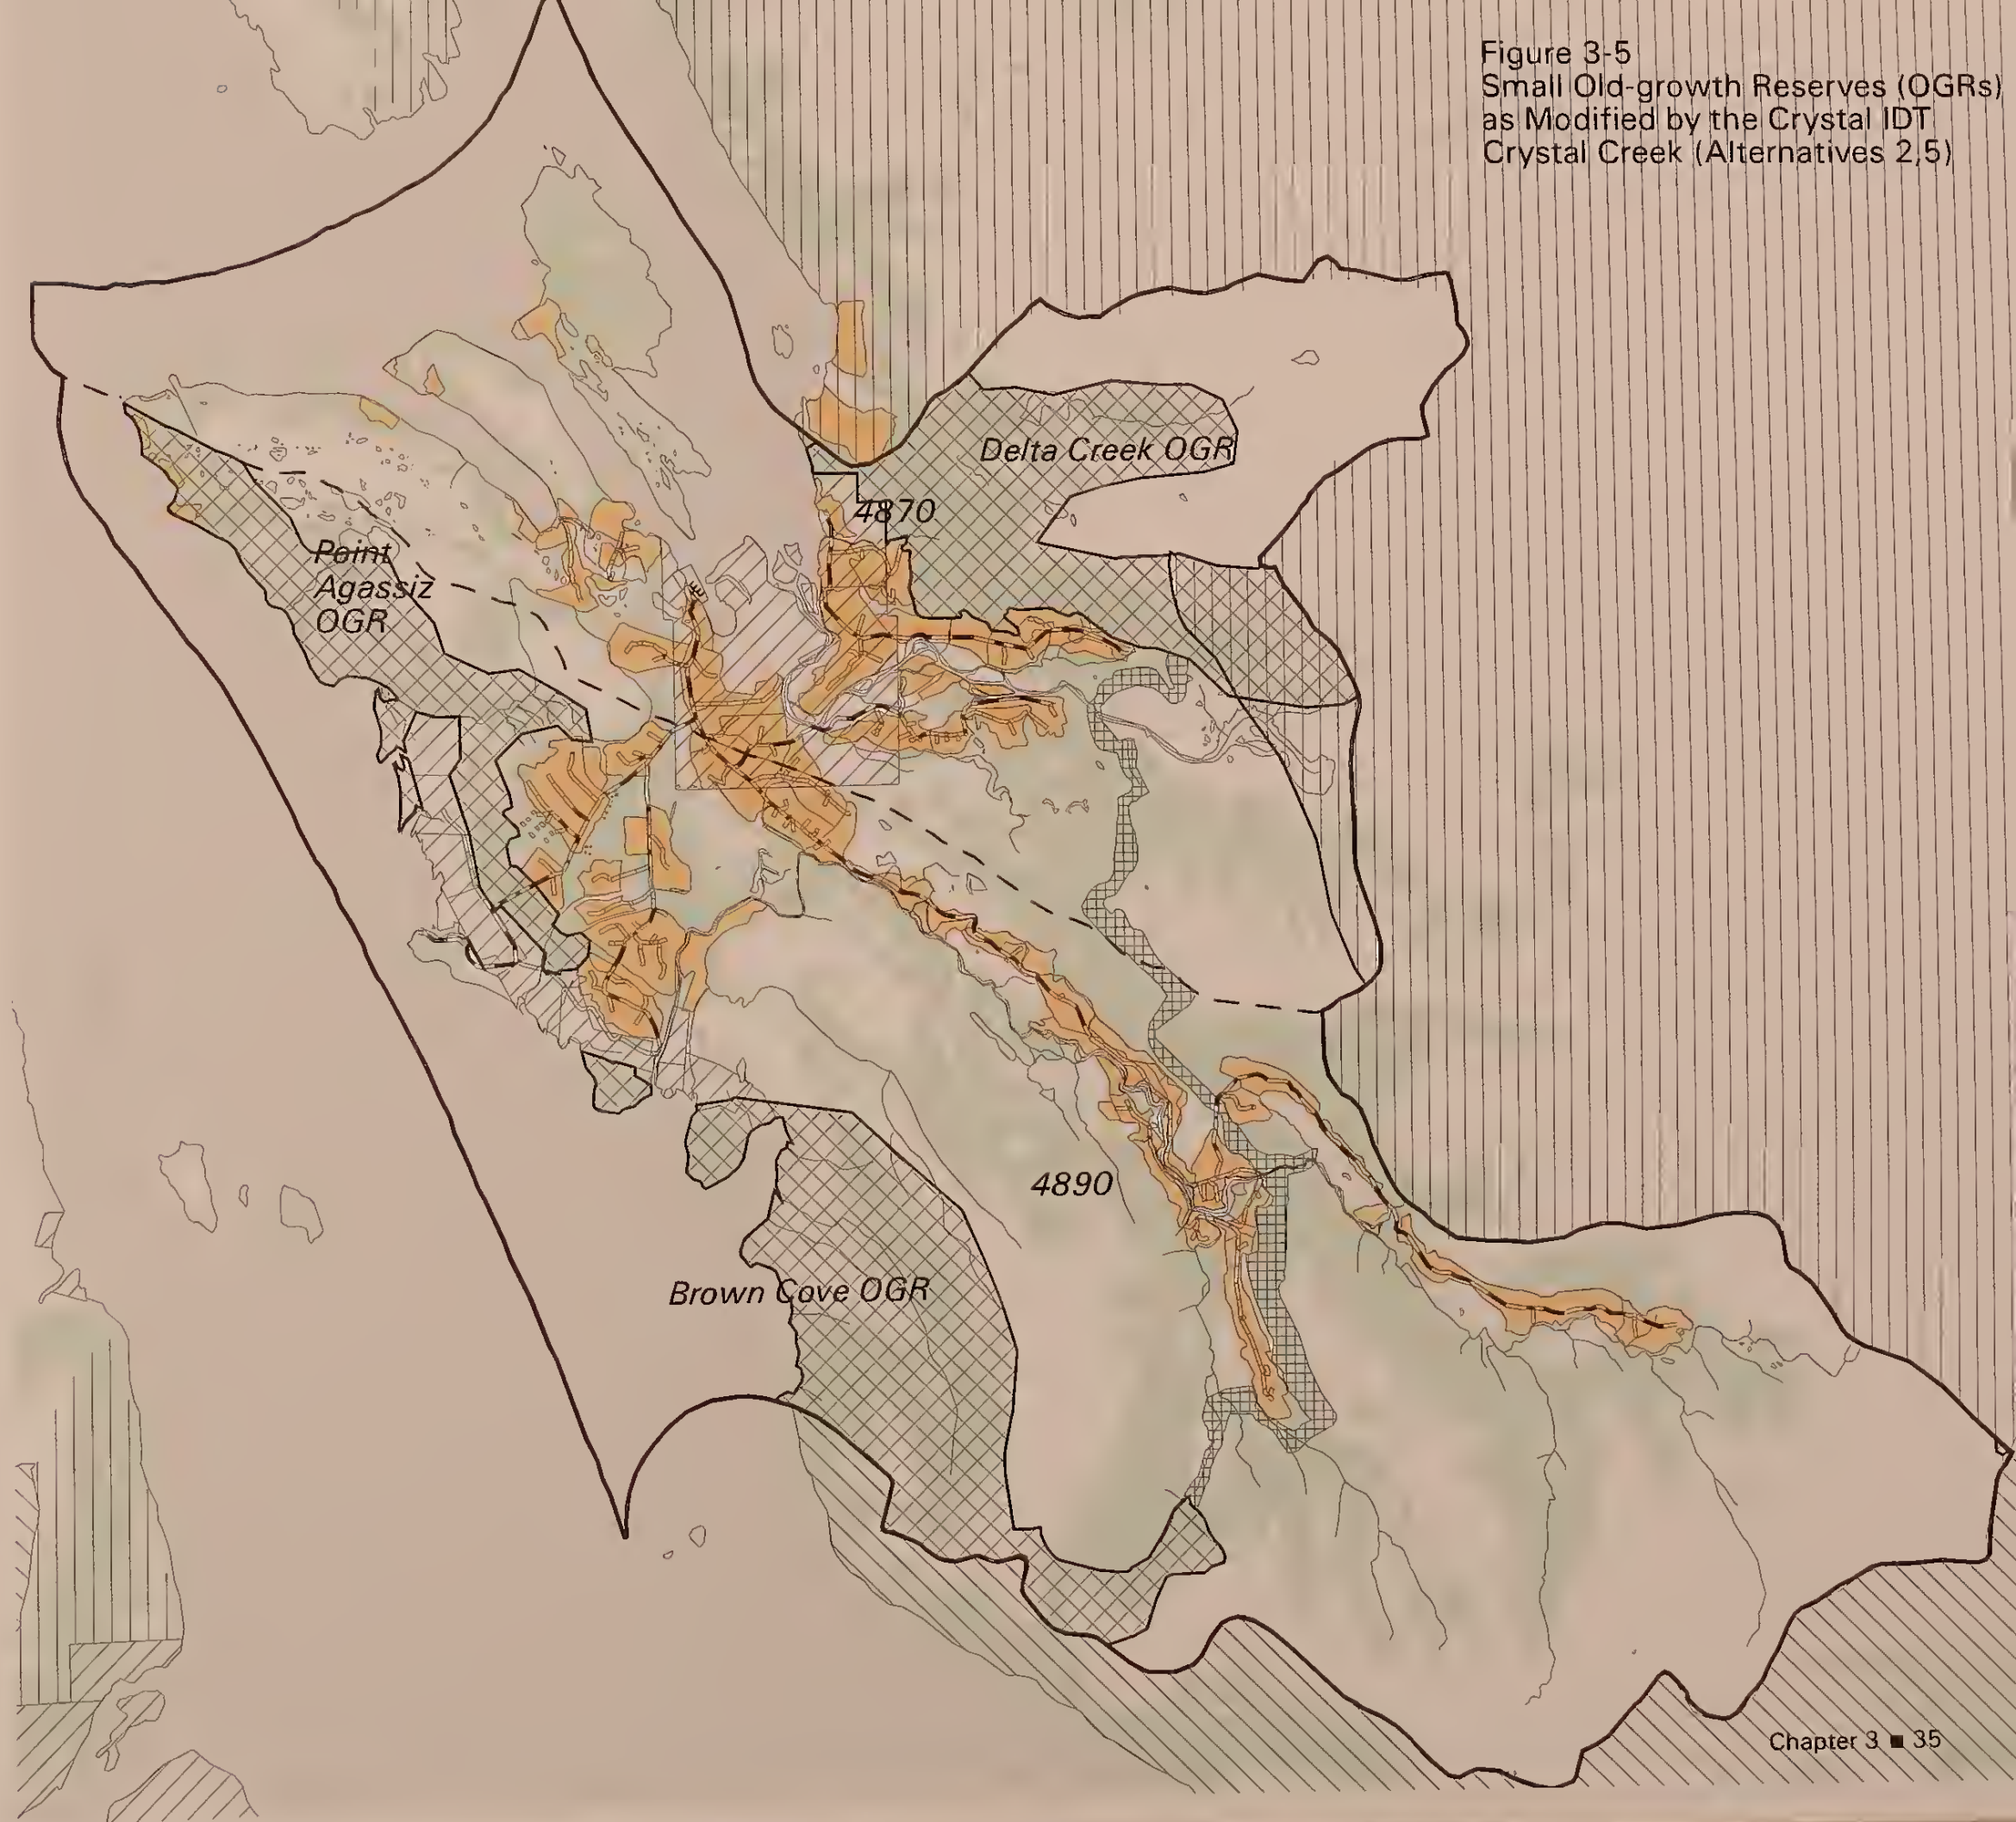 Figure 3-5
Small Old-growth Reserves (OGRs)
as Modified by the Crystal IDT
Crystal Creek (Alternatives 2,5)
Delta Creek OGR
4870
Point
Agassiz
OGR
4890
Brown Cove OGR
Chapter 3 ■ 35